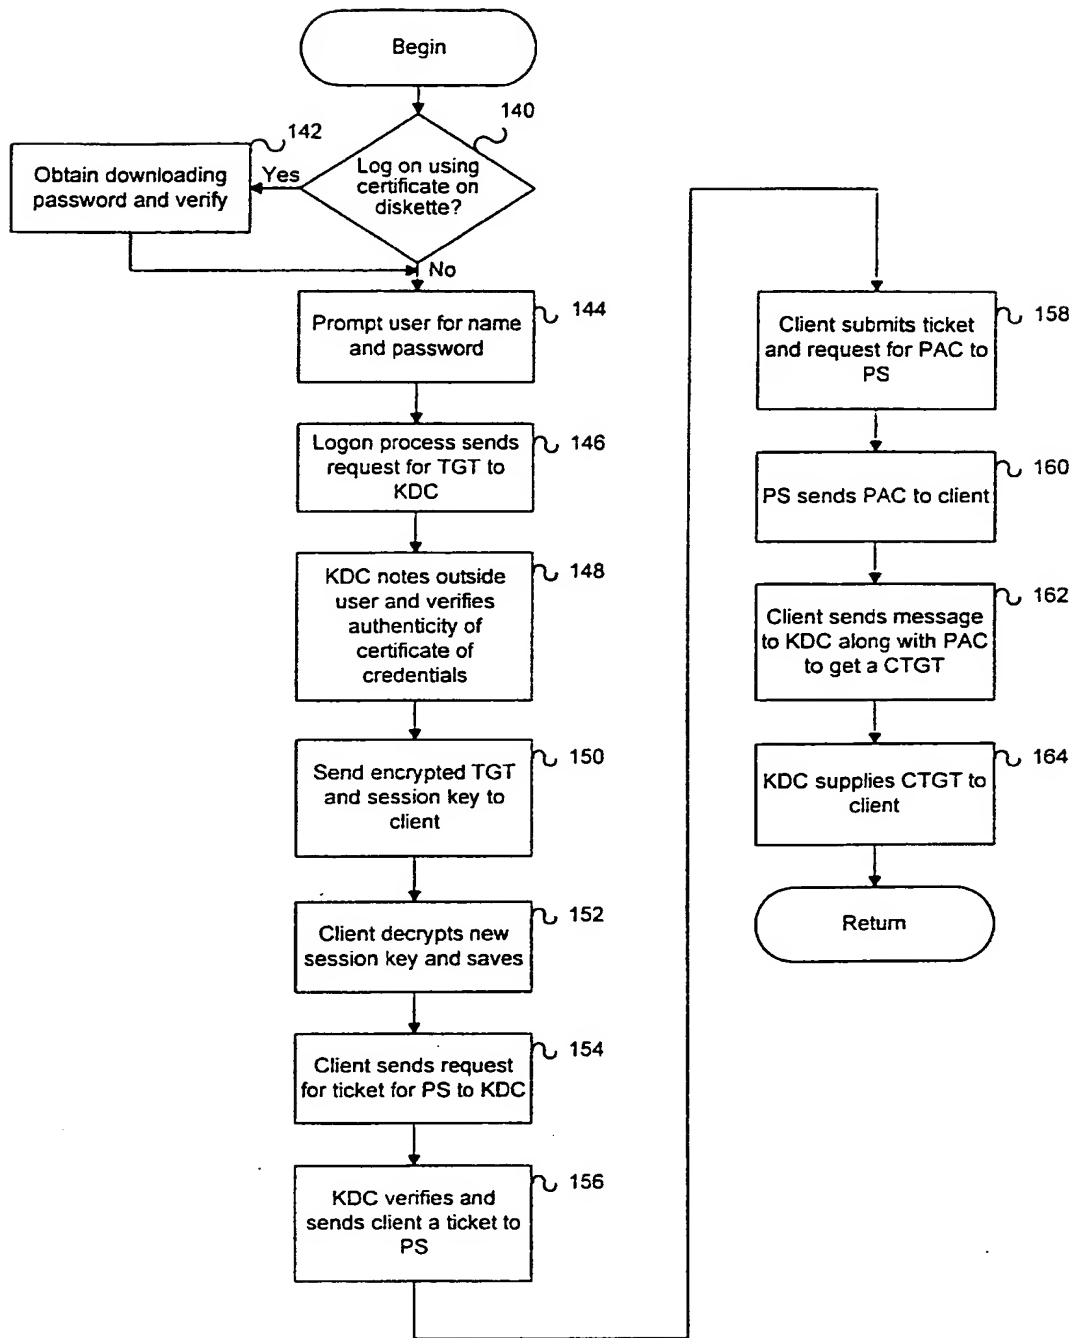 Begin
140
Log on using
certificate on
diskette?
Yes
142
Obtain downloading
password and verify
No
144
Prompt user for name
and password
146
Logon process sends
request for TGT to
KDC
148
KDC notes outside
user and verifies
authenticity of
certificate of
credentials
150
Send encrypted TGT
and session key to
client
152
Client decrypts new
session key and saves
154
Client sends request
for ticket for PS to KDC
156
KDC verifies and
sends client a ticket to
PS
158
Client submits ticket
and request for PAC to
PS
160
PS sends PAC to client
162
Client sends message
to KDC along with PAC
to get a CTGT
164
KDC supplies CTGT to
client
Return